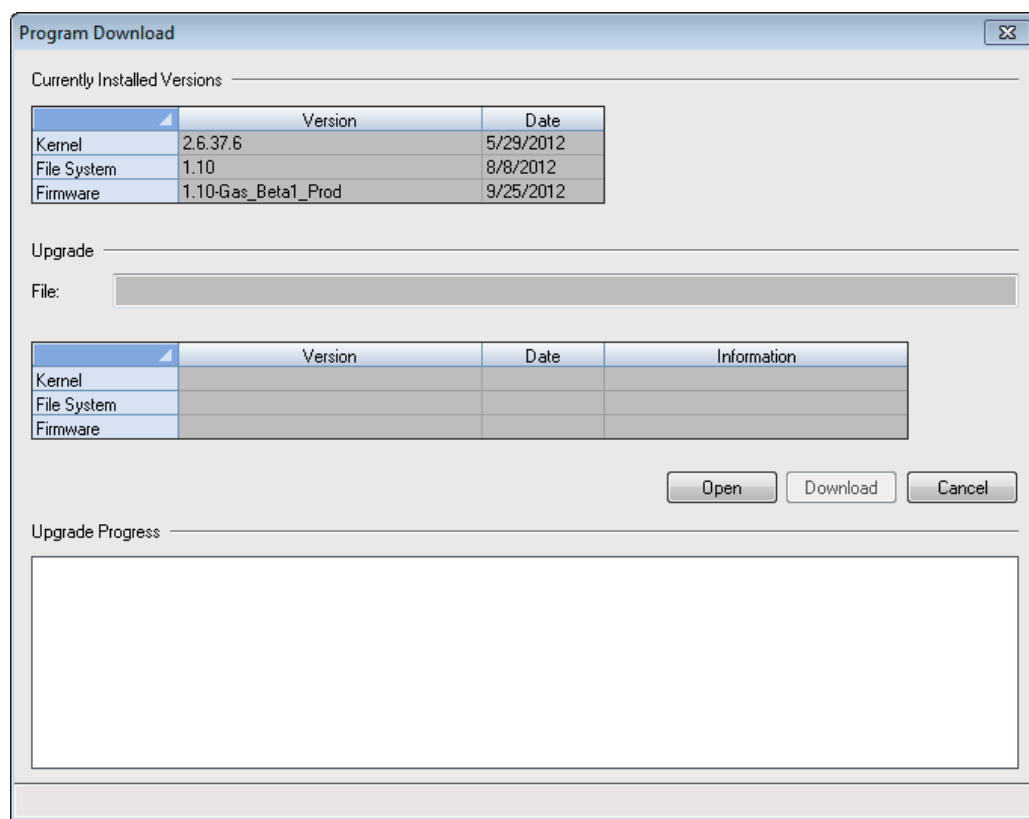 Program Download
Currently Installed Versions
Version Date
Kernel 2.6.37.6 5/29/2012
File System 1.10 8/8/2012
Firmware 1.10-Gas_Beta1_Prod 9/25/2012
Upgrade
File:
Version Date Information
Kernel
File System
Firmware
Open Download Cancel
Upgrade Progress